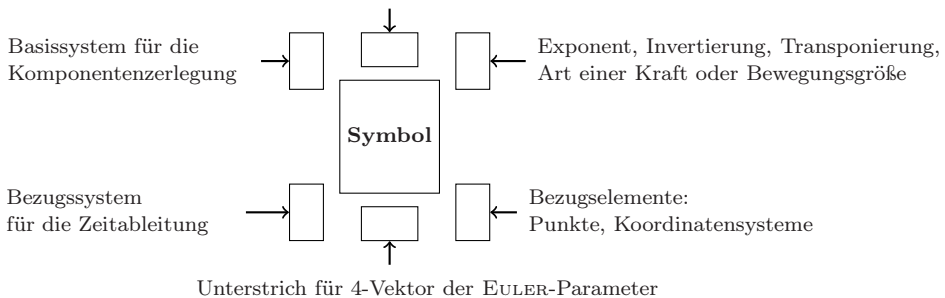 Basissystem für die
Komponentenzerlegung
Exponent, Invertierung, Transponierung,
Art einer Kraft oder Bewegungsgröße
Symbol
Bezugssystem
für die Zeitableitung
Bezugselemente:
Punkte, Koordinatensysteme
Unterstrich für 4-Vektor der EULER-Parameter